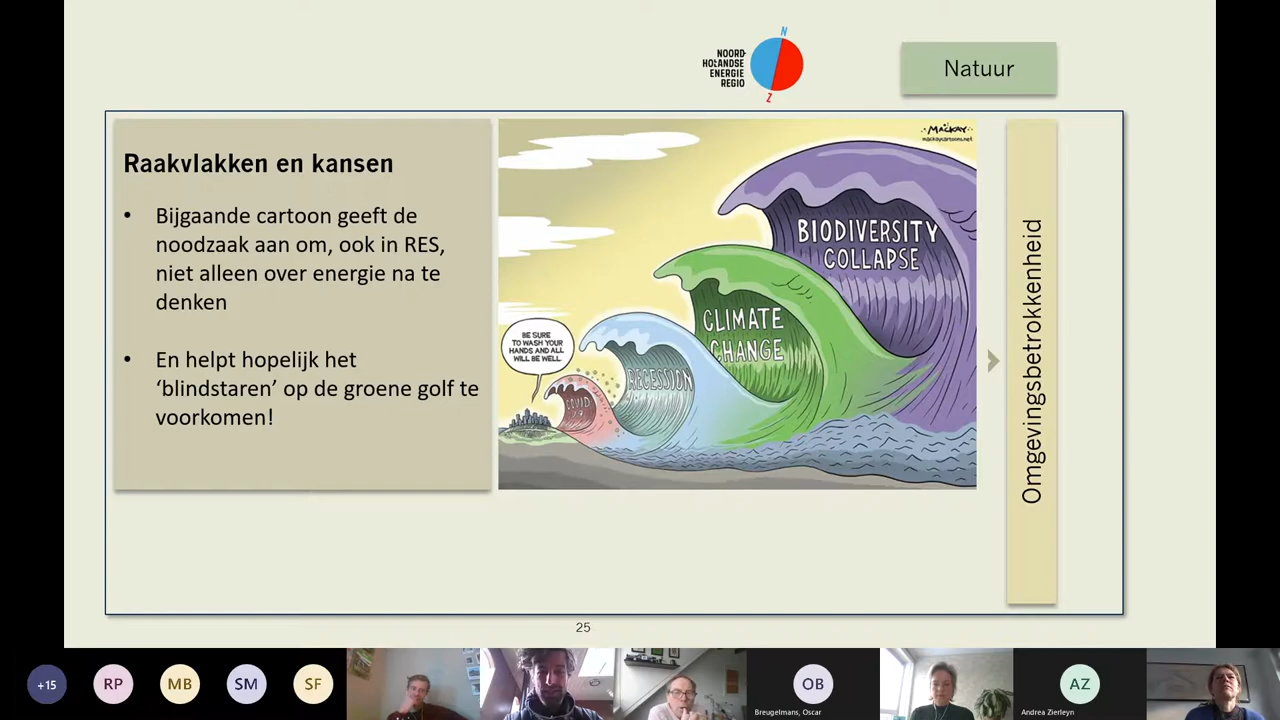 N
NOORD
HOLLANDSE
ENERGIE
REGIO
Z
Natuur
Raakvlakken en kansen
• Bijgaande cartoon geeft de
noodzaak aan om, ook in RES,
niet alleen over energie na te
denken
• En helpt hopelijk het
‘blindstaren’ op de groene golf te
voorkomen!
MACKAY
mackaycartoons.net
BIODIVERSITY
COLLAPSE
CLIMATE
CHANGE
RECESSION
COVID
19
BE SURE
TO WASH YOUR
HANDS AND ALL
WILL BE WELL.
Omgevingsbetrokkenheid
25
+15
RP
MB
SM
SF
OB
Breugelmans, Oscar
AZ
Andrea Zierleyn